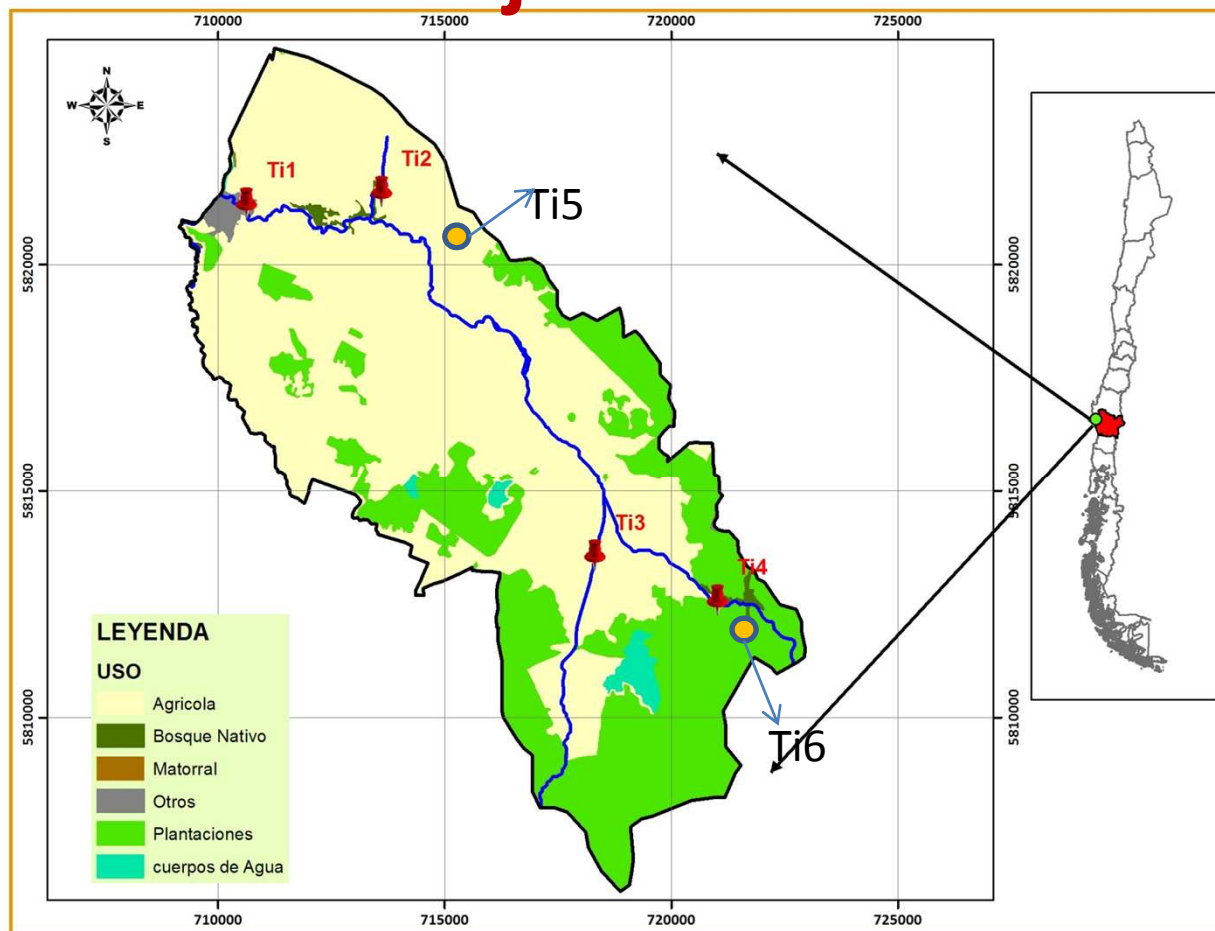 J
710000 715000 720000 725000
N
W E
S
Ti1
Ti2
Ti5
5820000 5820000
5815000 5815000
Ti3
Ti4
5810000 5810000
Ti6
LEYENDA
USO
Agricola
Bosque Nativo
Matorral
Otros
Plantaciones
cuerpos de Agua
710000 715000 720000 725000